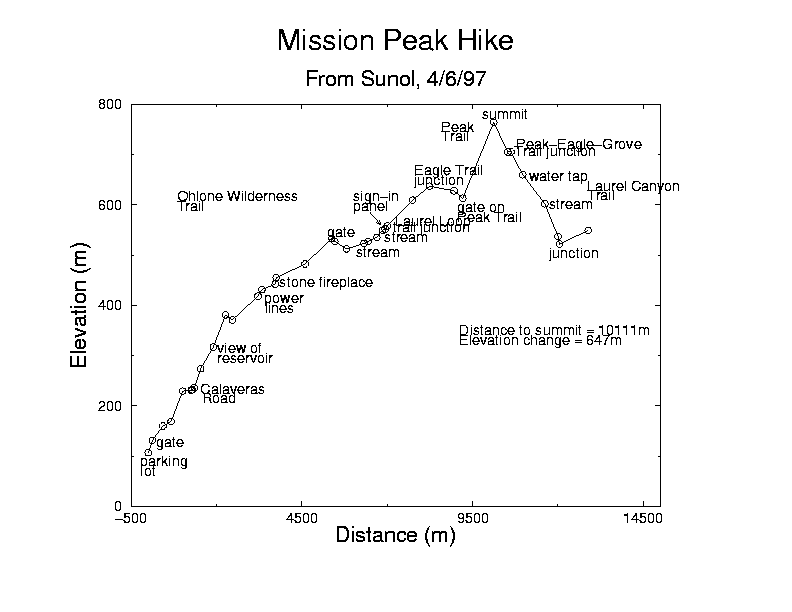 Mission Peak Hike
From Sunol, 4/6/97
800
600
400
200
0
Elevation (m)
−500
4500
9500
14500
Distance (m)
summit
Peak
Trail
Peak−Eagle−Grove
Trail junction
Eagle Trail
junction
water tap
Laurel Canyon
Trail
Ohlone Wilderness
Trail
sign−in
panel
stream
gate on
Peak Trail
Laurel Loop
trail junction
gate
stream
stream
junction
stone fireplace
power
lines
Distance to summit = 10111m
Elevation change = 647m
view of
reservoir
Calaveras
Road
gate
parking
lot